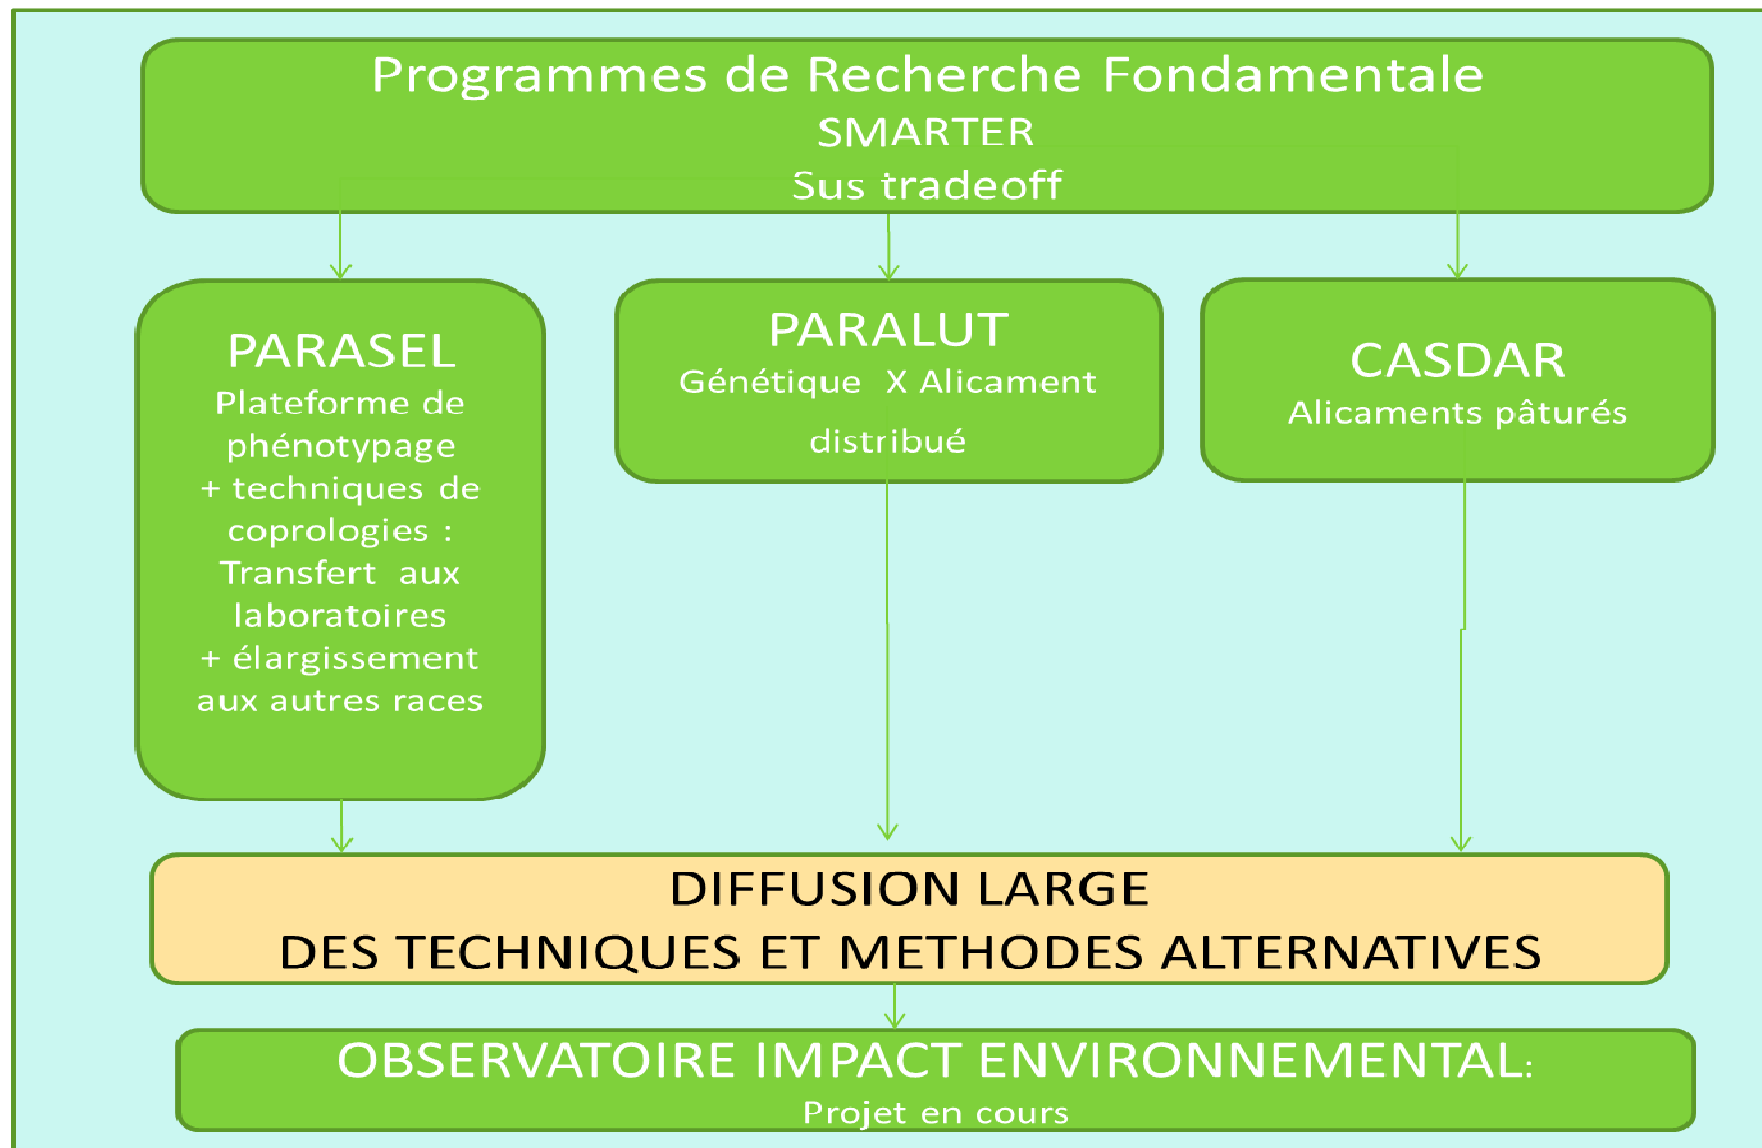 Programmes de Recherche Fondamentale
SMARTER
Sus tradeoff
PARASEL
Plateforme de
phénotypage
+ techniques de
coprologies :
Transfert aux
laboratoires
+ élargissement
aux autres races
PARALUT
Génétique X Alicament
distribué
CASDAR
Alicaments pâturés
DIFFUSION LARGE
DES TECHNIQUES ET METHODES ALTERNATIVES
OBSERVATOIRE IMPACT ENVIRONNEMENTAL:
Projet en cours